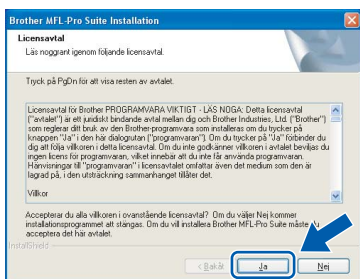 Brother MFL-Pro Suite Installation
Licensavtal
Läs noggrant igenom följande licensavtal.
Tryck på PgDn för att visa resten av avtalet.
Licensavtal för Brother PROGRAMVARA VIKTIGT - LÄS NOGA: Detta licensavtal
("avtalet") är ett juridiskt bindande avtal mellan dig och Brother Industries, Ltd. ("Brother")
som reglerar ditt bruk av den Brother-programvara som installeras om du trycker på
knappen "Ja" i den här dialogrutan ("programvaran"). Om du trycker på "Ja" förbinder du
dig att följa villkoren i detta licensavtal. Om du inte godkänner villkoren i avtalet beviljas du
ingen licens för programvaran, vilket innebär att du inte får använda programvaran.
Hänvisningar till "programvaran" i licensavtalet omfattar även det medium som den är
lagrad på, i den utsträckning sammanhanget tillåter det.
Villkor
Accepterar du alla villkoren i ovanstående licensavtal? Om du väljer Nej kommer
installationsprogrammet att stängas. Om du vill installera Brother MFL-Pro Suite måste du
acceptera det här avtalet.
InstallShield
< Bakåt
Ja
Nej